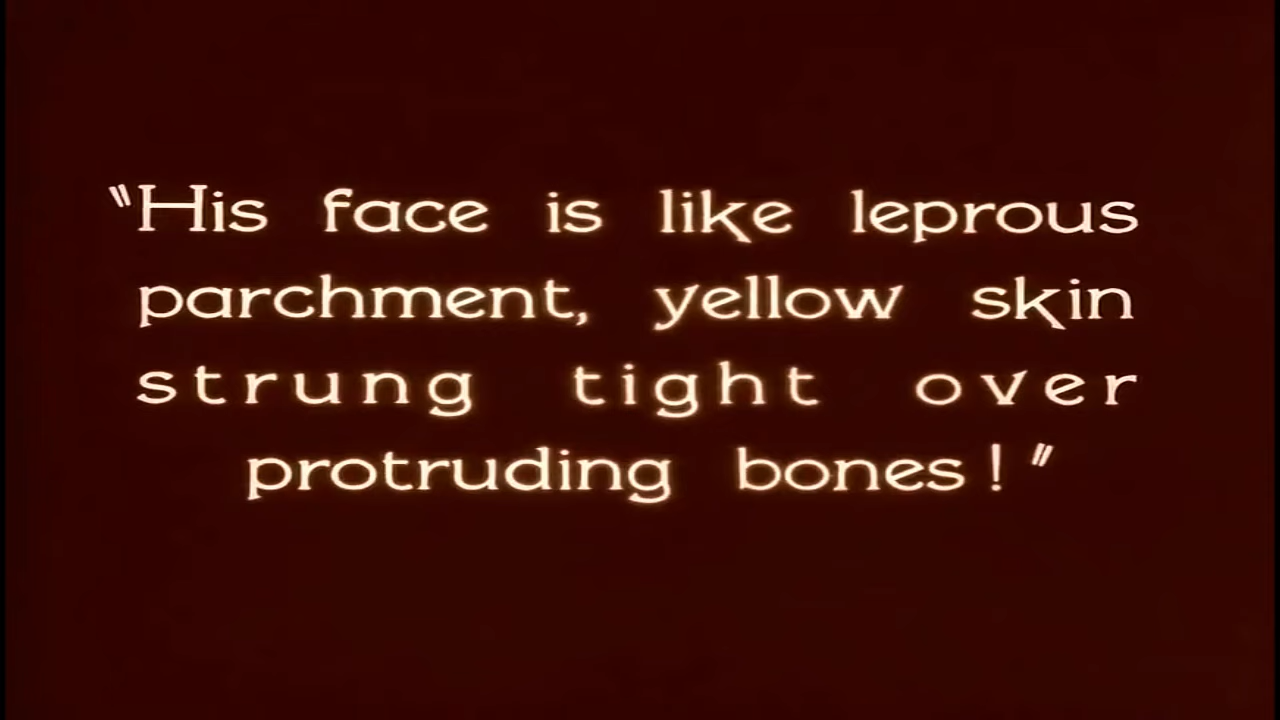 "His face is like leprous
parchment, yellow skin
strung tight over
protruding bones!"